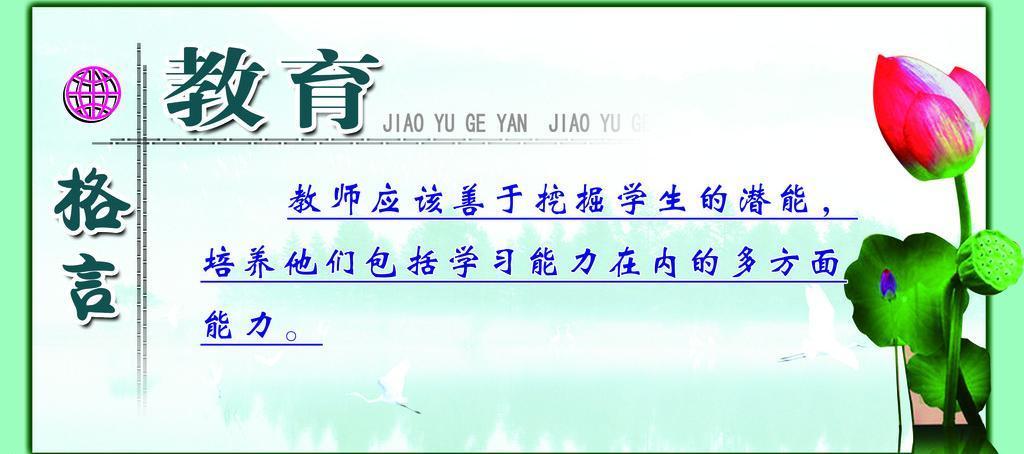 教育
JIAO YU GE YAN JIAO YU GE
格言
教师应该善于挖掘学生的潜能，
培养他们包括学习能力在内的多方面
能力。